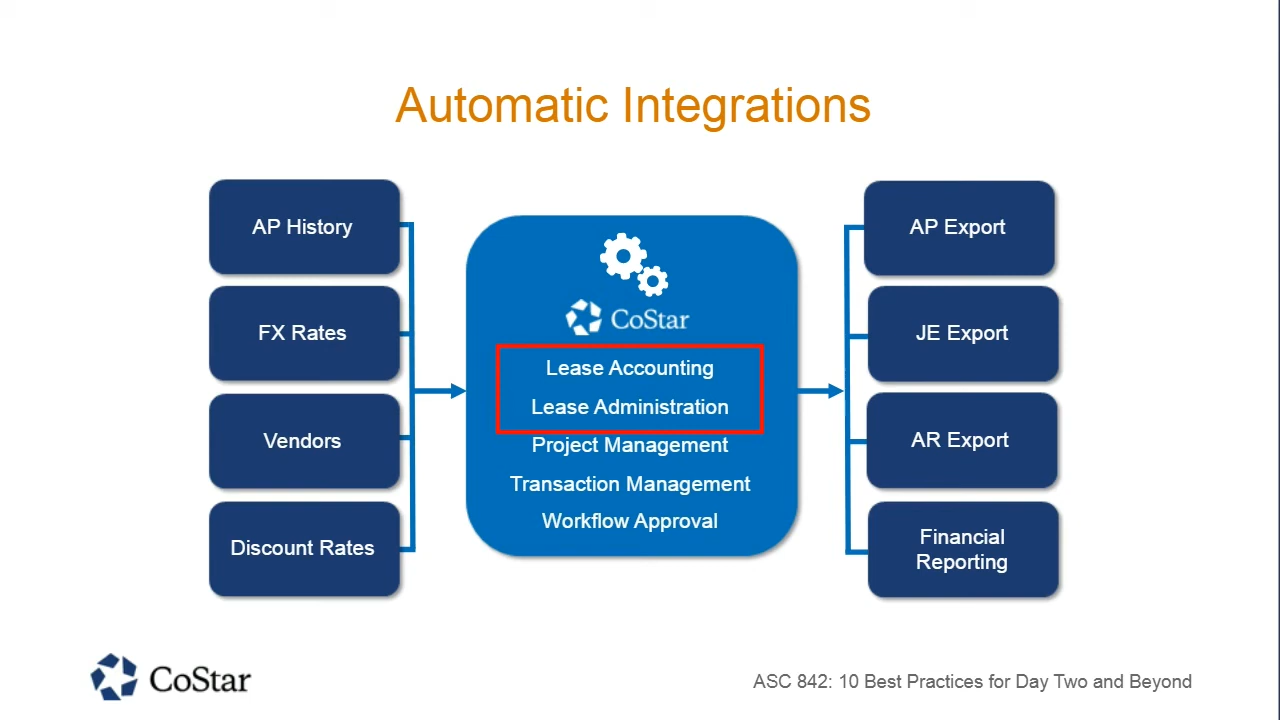 Automatic Integrations
AP History
FX Rates
Vendors
Discount Rates
CoStar
Lease Accounting
Lease Administration
Project Management
Transaction Management
Workflow Approval
AP Export
JE Export
AR Export
Financial
Reporting
CoStar
ASC 842: 10 Best Practices for Day Two and Beyond